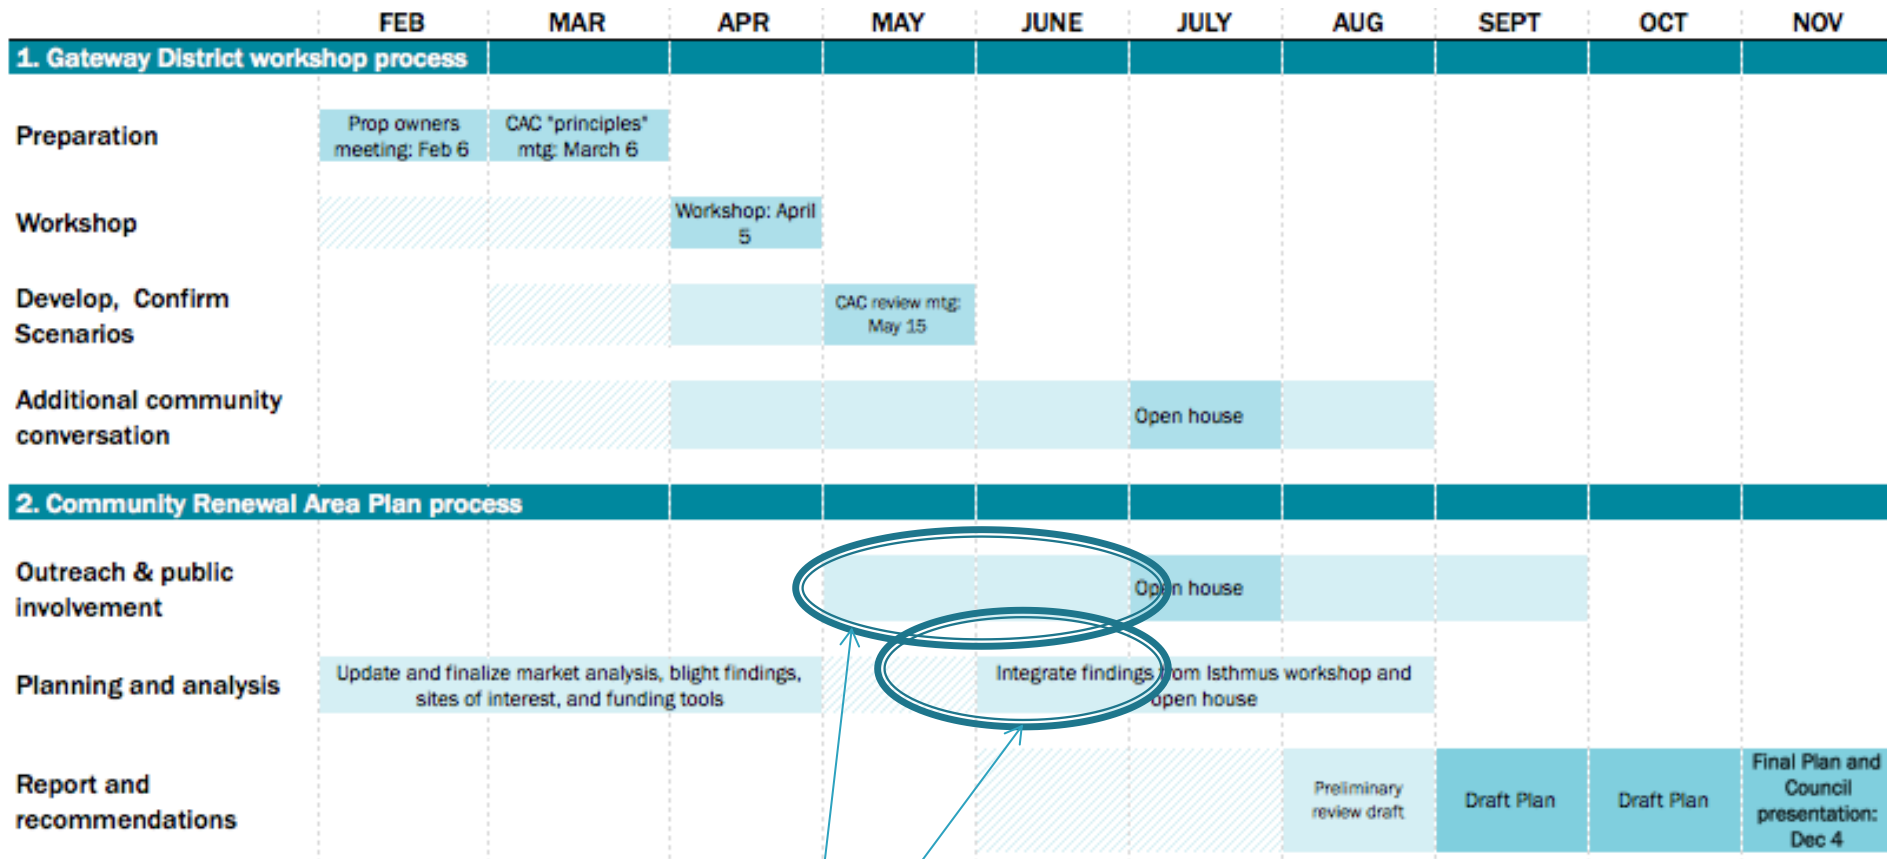 FEB MAR APR MAY JUNE JULY AUG SEPT OCT NOV
1. Gateway District workshop process
Preparation
Prop owners
meeting: Feb 6
CAC "principles"
mtg: March 6
Workshop
Workshop: April
5
Develop, Confirm
Scenarios
CAC review mtg:
May 15
Additional community
conversation
Open house
2. Community Renewal Area Plan process
Outreach & public
involvement
Open house
Planning and analysis
Update and finalize market analysis, blight findings,
sites of interest, and funding tools
Integrate findings from Isthmus workshop and
open house
Report and
recommendations
Preliminary
review draft
Draft Plan
Draft Plan
Final Plan and
Council
presentation:
Dec 4